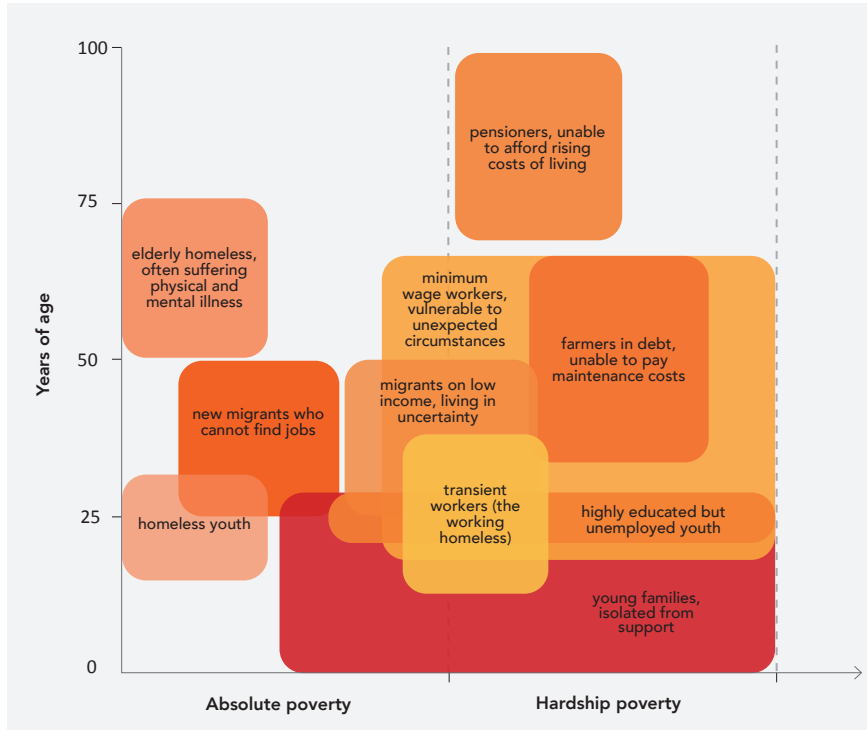 100
pensioners, unable
to afford rising
costs of living
75
elderly homeless,
often suffering
physical and
mental illness
minimum
wage workers,
vulnerable to
unexpected
circumstances
farmers in debt,
unable to pay
maintenance costs
Years of age
50
migrants on low
income, living in
uncertainty
new migrants who
cannot find jobs
transient
workers (the
working
homeless)
highly educated but
unemployed youth
25
homeless youth
young families,
isolated from
support
0
Absolute poverty
Hardship poverty